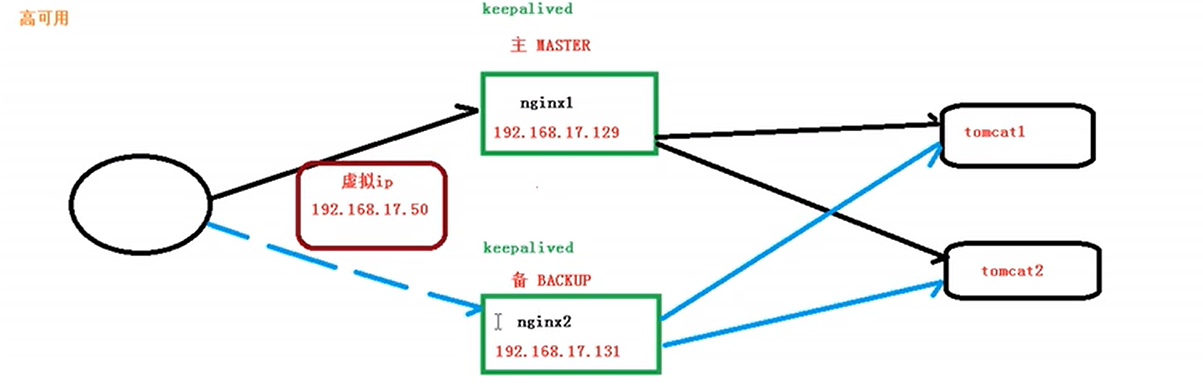 高可用
keepalived
主 MASTER
nginx1
192.168.17.129
tomcat1
虚拟ip
192.168.17.50
keepalived
备 BACKUP
tomcat2
nginx2
192.168.17.131